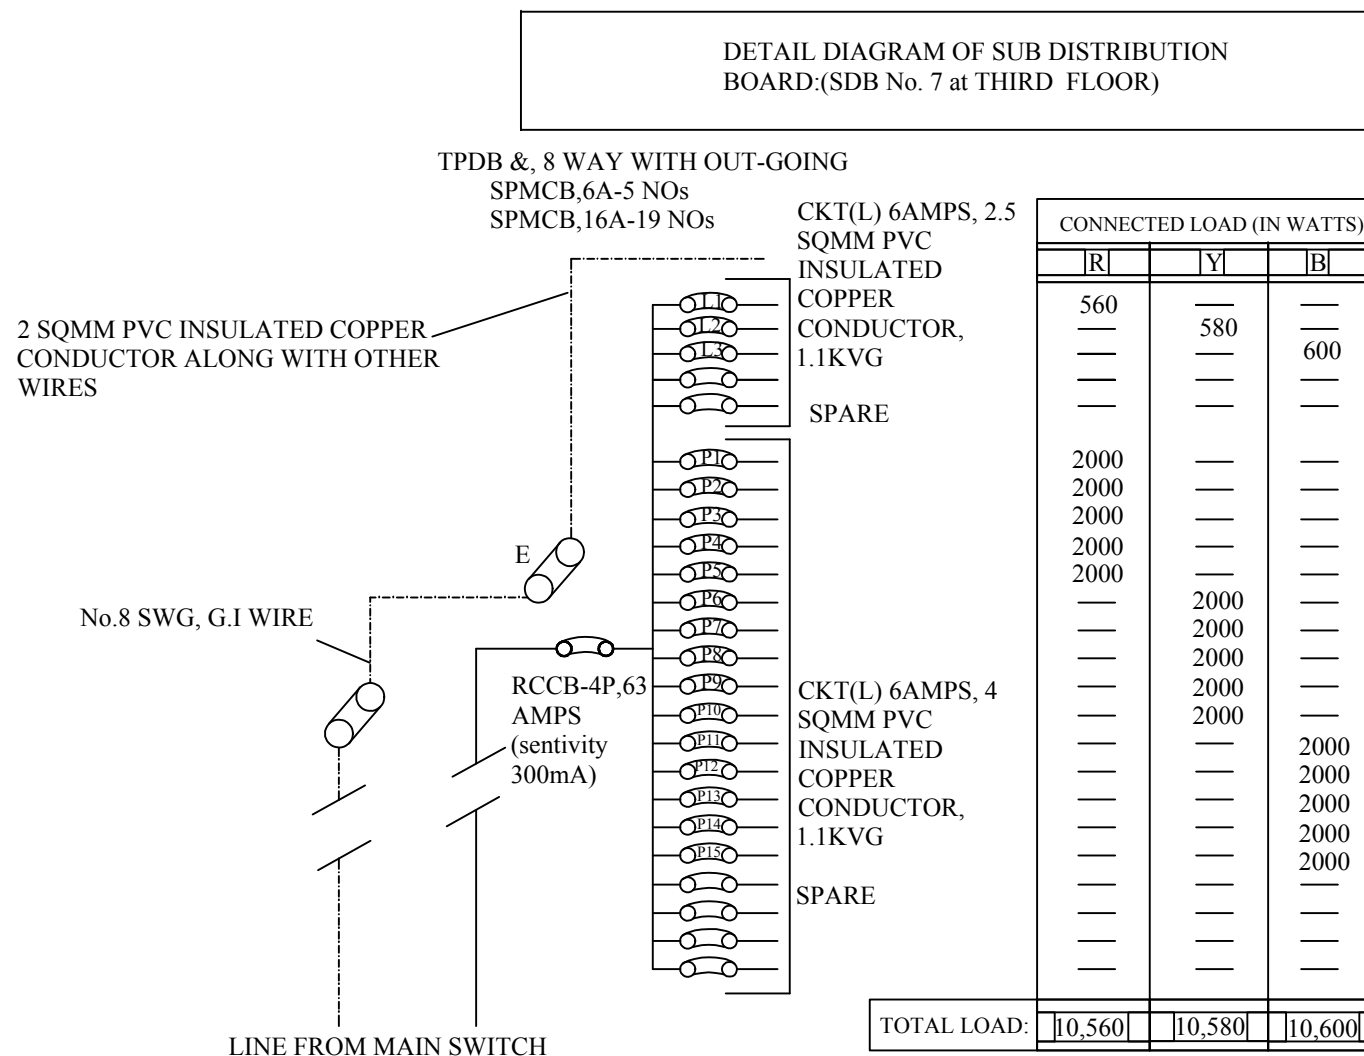 DETAIL DIAGRAM OF SUB DISTRIBUTION
BOARD:(SDB No. 7 at THIRD FLOOR)
TPDB &, 8 WAY WITH OUT-GOING
SPMCB,6A-5 NOs
SPMCB,16A-19 NOs
2 SQMM PVC INSULATED COPPER
CONDUCTOR ALONG WITH OTHER
WIRES
E
No.8 SWG, G.I WIRE
RCCB-4P,63
AMPS
(sentivity
300mA)
LINE FROM MAIN SWITCH
L1
L2
L3
P1
P2
P3
P4
P5
P6
P7
P8
P9
P10
P11
P12
P13
P14
P15
CKT(L) 6AMPS, 2.5
SQMM PVC
INSULATED
COPPER
CONDUCTOR,
1.1KVG
SPARE
CKT(L) 6AMPS, 4
SQMM PVC
INSULATED
COPPER
CONDUCTOR,
1.1KVG
SPARE
CONNECTED LOAD (IN WATTS)
R Y B
560 — —
— 580 —
— — 600
— — —
— — —
2000 — —
2000 — —
2000 — —
2000 — —
2000 — —
— 2000 —
— 2000 —
— 2000 —
— 2000 —
— 2000 —
— — 2000
— — 2000
— — 2000
— — 2000
— — 2000
— — —
— — —
— — —
— — —
TOTAL LOAD: 10,560 10,580 10,600